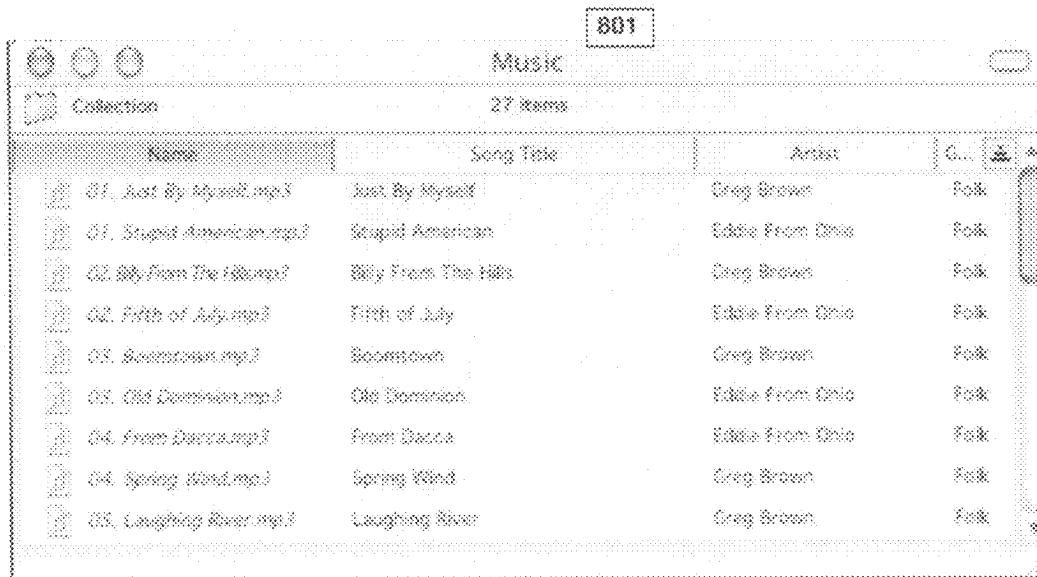 801
Music
Collection 27 items
Name Song Title Artist G...
01. Just By Myself.mp3 Just By Myself Greg Brown Folk
01. Stupid American.mp3 Stupid American Eddie From Ohio Folk
02. Billy From The Hills.mp3 Billy From The Hills Greg Brown Folk
02. Fifth of July.mp3 Fifth of July Eddie From Ohio Folk
03. Boomtown.mp3 Boomtown Greg Brown Folk
03. Old Dominion.mp3 Old Dominion Eddie From Ohio Folk
04. From Dacca.mp3 From Dacca Eddie From Ohio Folk
04. Spring Wind.mp3 Spring Wind Greg Brown Folk
05. Laughing River.mp3 Laughing River Greg Brown Folk